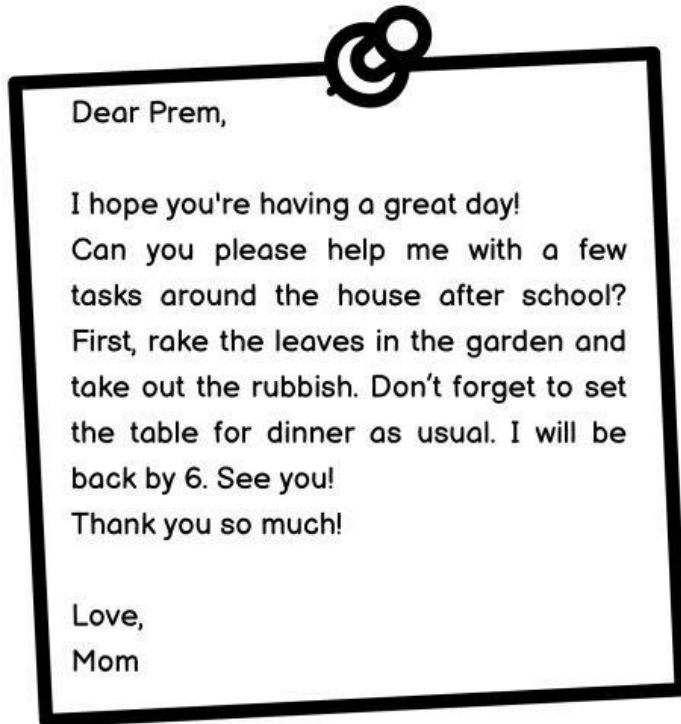 Dear Prem,
I hope you're having a great day!
Can you please help me with a few
tasks around the house after school?
First, rake the leaves in the garden and
take out the rubbish. Don't forget to set
the table for dinner as usual. I will be
back by 6. See you!
Thank you so much!
Love,
Mom